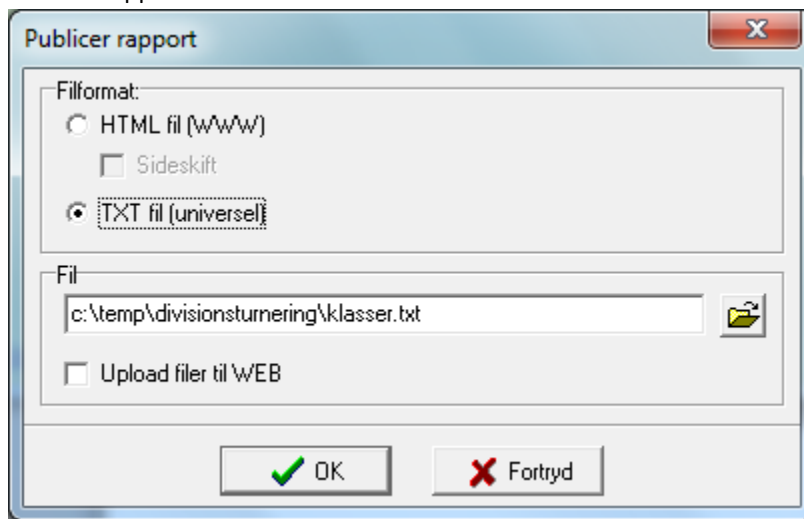 Publicer rapport
Filformat:
HTML fil (WWW)
Sideskift
TXT fil (universel)
Fil
c:\temp\divisionsturnering\klasser.txt
Upload filer til WEB
OK
Fortryd